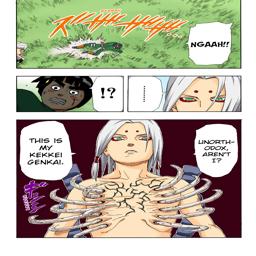 NGAAH!!
!?
..........
UNORTH-
ODOX,
AREN'T
I?
THIS IS
MY
KEKKEI
GENKAI.